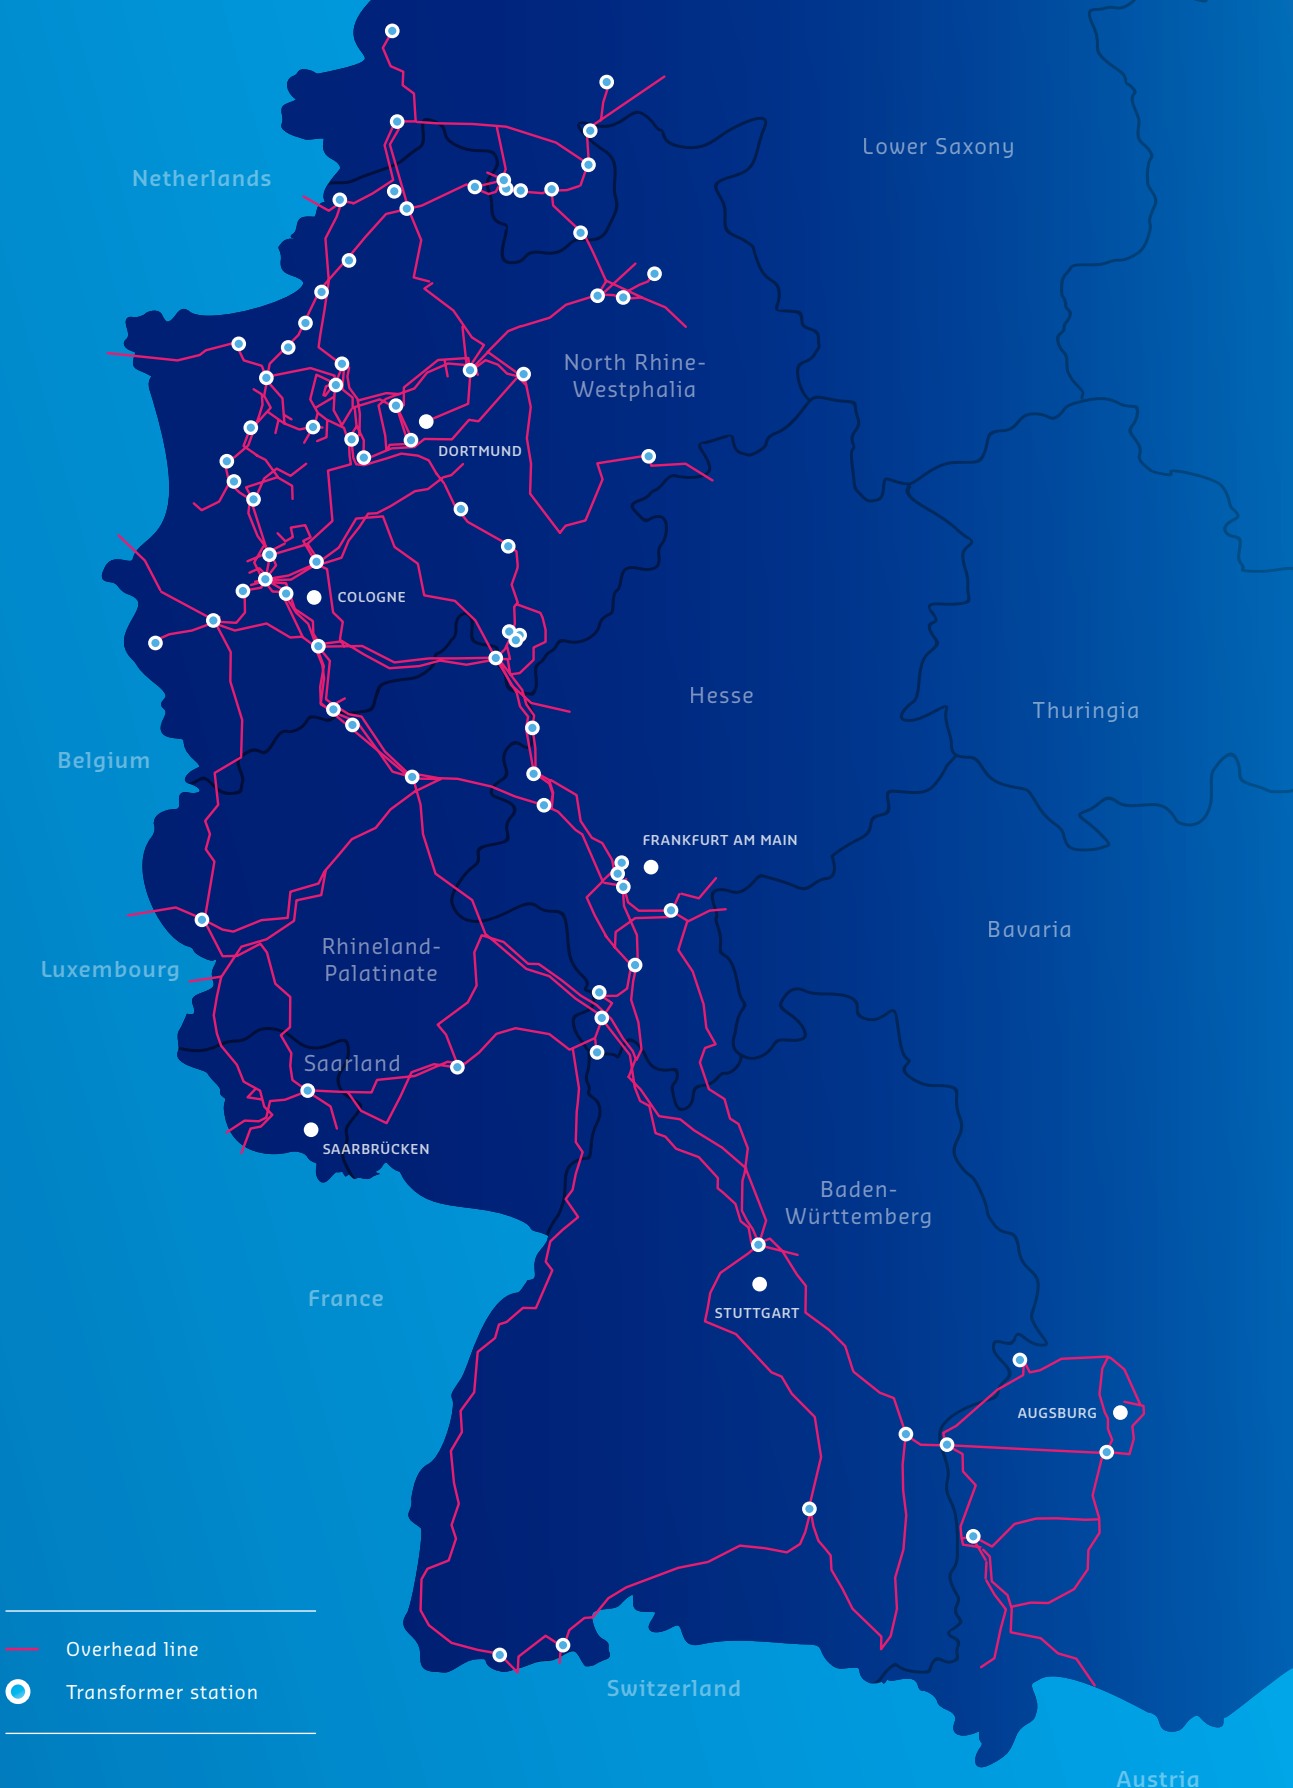 Lower Saxony
Netherlands
North Rhine-
Westphalia
DORTMUND
COLOGNE
Hesse
Thuringia
Belgium
FRANKFURT AM MAIN
Bavaria
Rhineland-
Palatinate
Luxembourg
Saarland
SAARBRÜCKEN
Baden-
Württemberg
France
STUTTGART
AUGSBURG
Overhead line
Transformer station
Switzerland
Austria